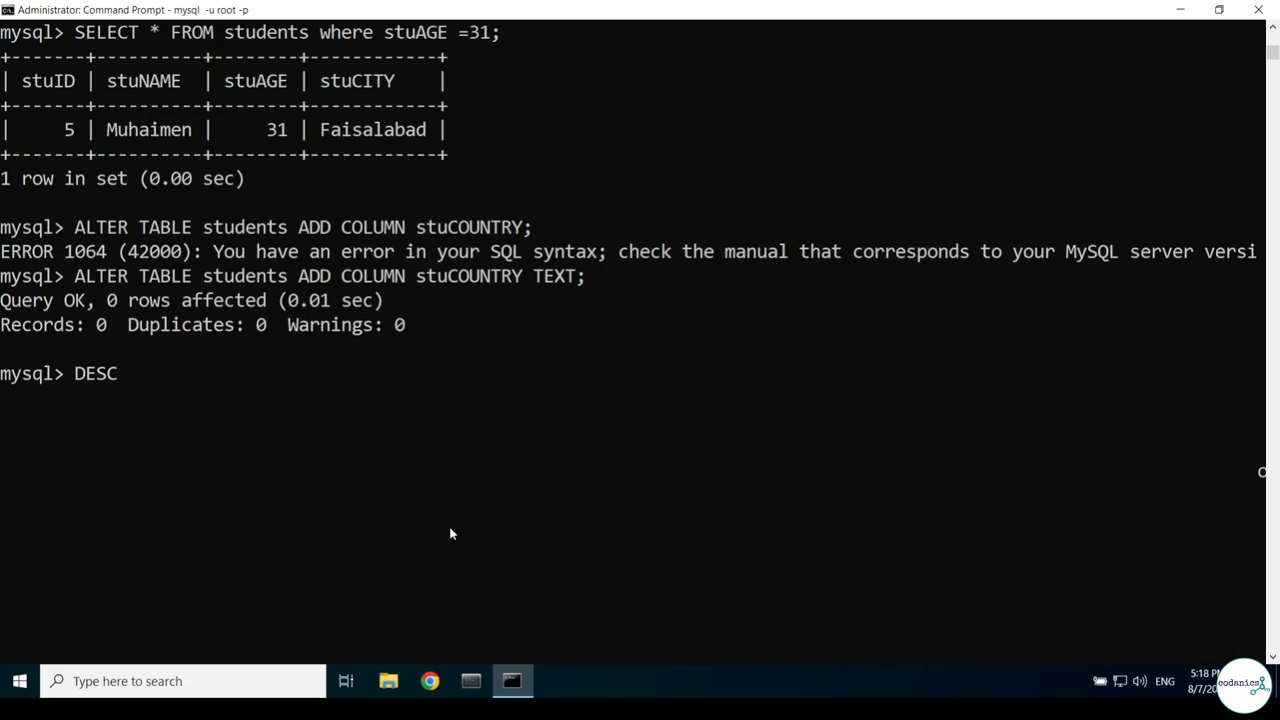 Administrator: Command Prompt - mysql -u root -p
mysql> SELECT * FROM students where stuAGE =31;
+-------+----------+--------+------------+
| stuID | stuNAME | stuAGE | stuCITY |
+-------+----------+--------+------------+
| 5 | Muhaimen | 31 | Faisalabad |
+-------+----------+--------+------------+
1 row in set (0.00 sec)
mysql> ALTER TABLE students ADD COLUMN stuCOUNTRY;
ERROR 1064 (42000): You have an error in your SQL syntax; check the manual that corresponds to your MySQL server versi
mysql> ALTER TABLE students ADD COLUMN stuCOUNTRY TEXT;
Query OK, 0 rows affected (0.01 sec)
Records: 0 Duplicates: 0 Warnings: 0
mysql> DESC
Type here to search
ENG
5:18 P
8/7/20
codanics